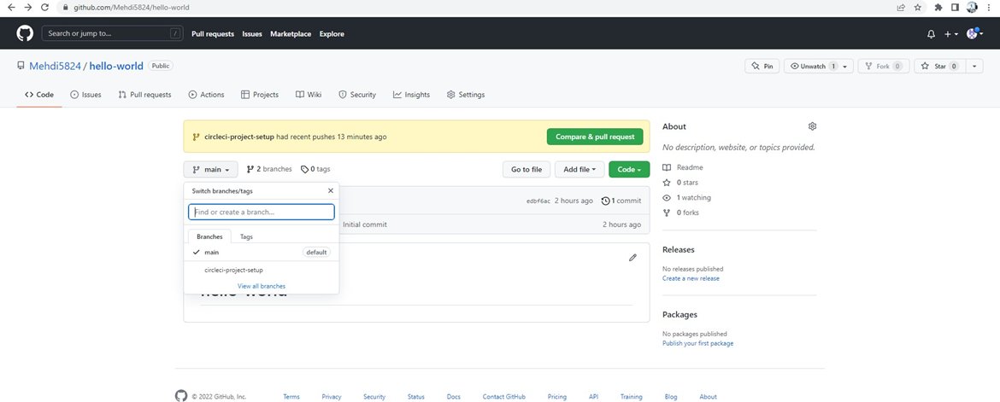 github.com/Mehdi5824/hello-world
Search or jump to... / Pull requests Issues Marketplace Explore
Mehdi5824 / hello-world Public Pin Unwatch 1 Fork 0 Star 0
Code Issues Pull requests Actions Projects Wiki Security Insights Settings
circleci-project-setup had recent pushes 13 minutes ago Compare & pull request
main 2 branches 0 tags Go to file Add file Code
Switch branches/tags
Find or create a branch...
Branches Tags
main default
circleci-project-setup
View all branches
edbf6ac 2 hours ago 1 commit
Initial commit 2 hours ago
hello-world
About
No description, website, or topics provided.
Readme
0 stars
1 watching
0 forks
Releases
No releases published
Create a new release
Packages
No packages published
Publish your first package
© 2022 GitHub, Inc. Terms Privacy Security Status Docs Contact GitHub Pricing API Training Blog About